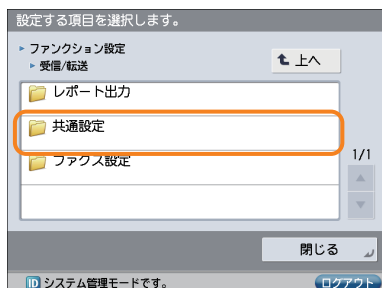 設定する項目を選択します。
ファンクション設定
受信/転送
上へ
レポート出力
共通設定
ファクス設定
1/1
閉じる
ID システム管理モードです。
ログアウト